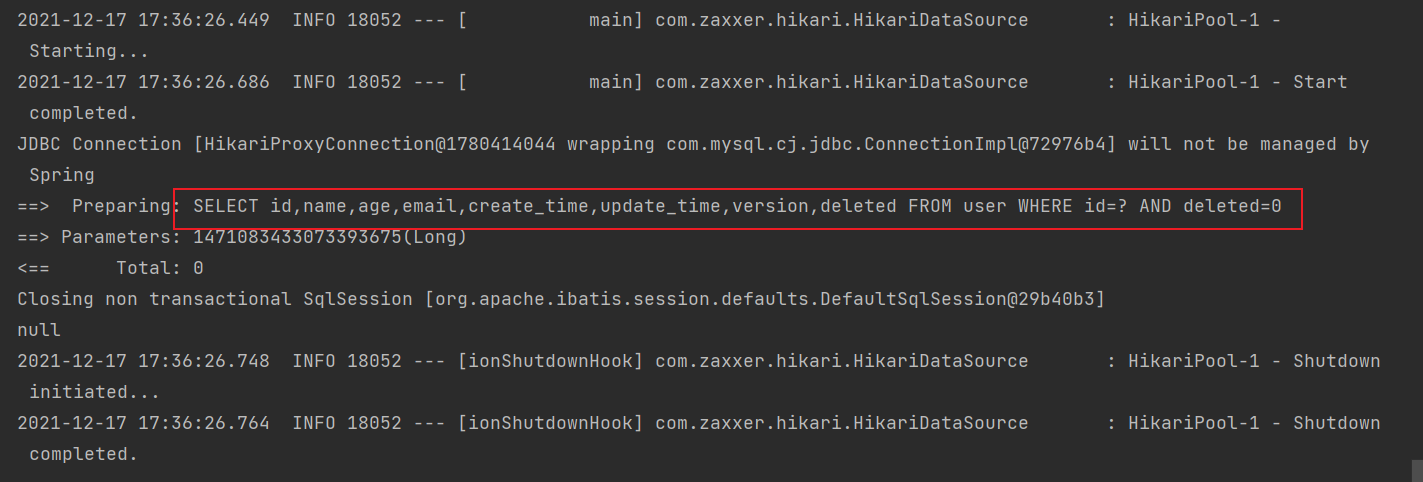 2021-12-17 17:36:26.449  INFO 18052 --- [           main] com.zaxxer.hikari.HikariDataSource       : HikariPool-1 -
 Starting...
2021-12-17 17:36:26.686  INFO 18052 --- [           main] com.zaxxer.hikari.HikariDataSource       : HikariPool-1 - Start
 completed.
JDBC Connection [HikariProxyConnection@1780414044 wrapping com.mysql.cj.jdbc.ConnectionImpl@72976b4] will not be managed by
 Spring
==>  Preparing: SELECT id,name,age,email,create_time,update_time,version,deleted FROM user WHERE id=? AND deleted=0
==> Parameters: 1471083433073393675(Long)
<==      Total: 0
Closing non transactional SqlSession [org.apache.ibatis.session.defaults.DefaultSqlSession@29b40b3]
null
2021-12-17 17:36:26.748  INFO 18052 --- [ionShutdownHook] com.zaxxer.hikari.HikariDataSource       : HikariPool-1 - Shutdown
 initiated...
2021-12-17 17:36:26.764  INFO 18052 --- [ionShutdownHook] com.zaxxer.hikari.HikariDataSource       : HikariPool-1 - Shutdown
 completed.